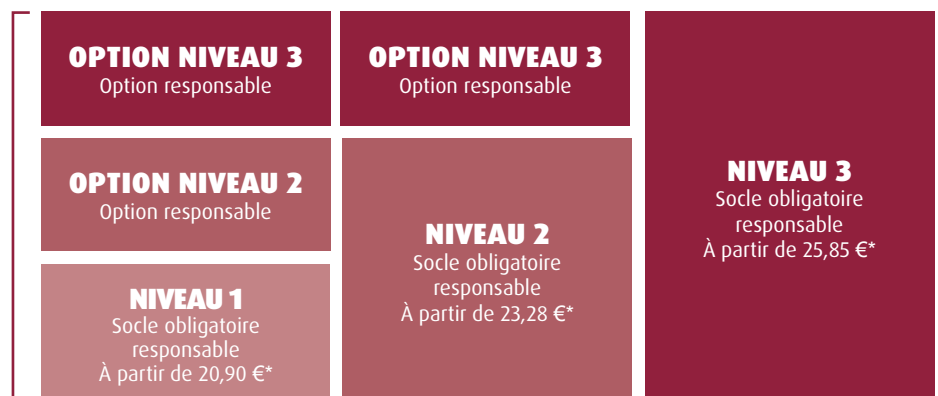 OPTION NIVEAU 3
Option responsable
OPTION NIVEAU 2
Option responsable
NIVEAU 1
Socle obligatoire
responsable
À partir de 20,90 €*
OPTION NIVEAU 3
Option responsable
NIVEAU 2
Socle obligatoire
responsable
À partir de 23,28 €*
NIVEAU 3
Socle obligatoire
responsable
À partir de 25,85 €*